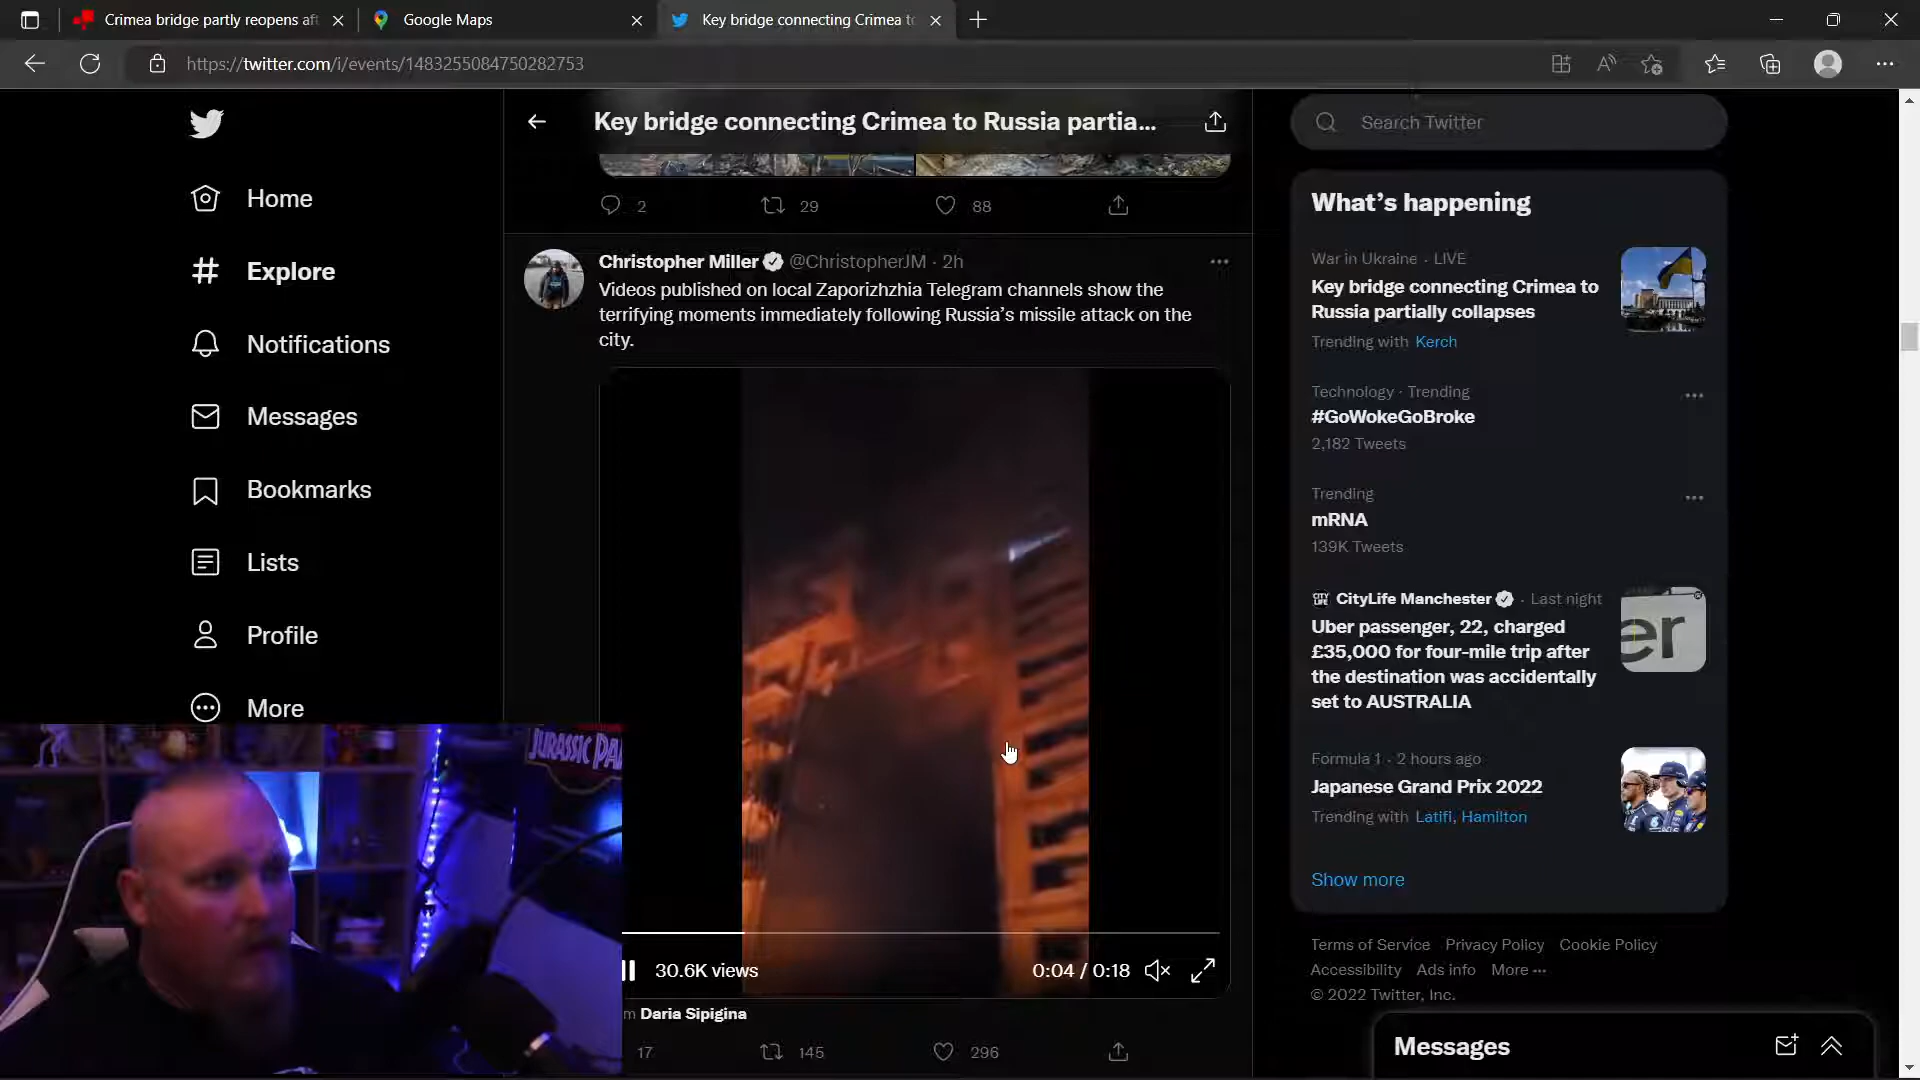 Crimea bridge partly reopens aft
Google Maps
Key bridge connecting Crimea to
https://twitter.com/i/events/1483255084750282753
Key bridge connecting Crimea to Russia partia...
Search Twitter
Home
Explore
Notifications
Messages
Bookmarks
Lists
Profile
More
2 29 88
Christopher Miller @ChristopherJM · 2h
Videos published on local Zaporizhzhia Telegram channels show the
terrifying moments immediately following Russia’s missile attack on the
city.
30.6K views
0:04 / 0:18
m Daria Sipigina
17 145 296
What’s happening
War in Ukraine · LIVE
Key bridge connecting Crimea to
Russia partially collapses
Trending with Kerch
Technology · Trending
#GoWokeGoBroke
2,182 Tweets
Trending
mRNA
139K Tweets
CityLife Manchester · Last night
Uber passenger, 22, charged
£35,000 for four-mile trip after
the destination was accidentally
set to AUSTRALIA
er
Formula 1 · 2 hours ago
Japanese Grand Prix 2022
Trending with Latifi, Hamilton
Show more
Terms of Service Privacy Policy Cookie Policy
Accessibility Ads info More ···
© 2022 Twitter, Inc.
Messages
JURASSIC PA